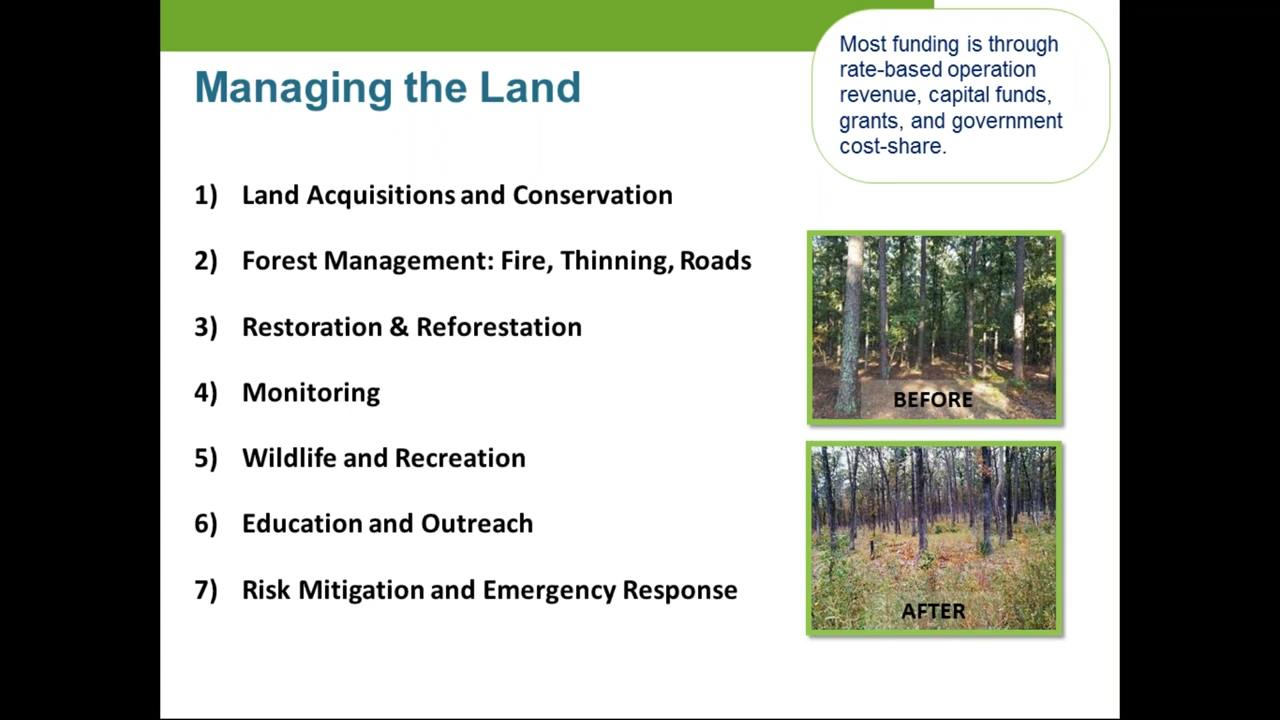 Managing the Land
Most funding is through
rate-based operation
revenue, capital funds,
grants, and government
cost-share.
1) Land Acquisitions and Conservation
2) Forest Management: Fire, Thinning, Roads
3) Restoration & Reforestation
4) Monitoring
5) Wildlife and Recreation
6) Education and Outreach
7) Risk Mitigation and Emergency Response
BEFORE
AFTER